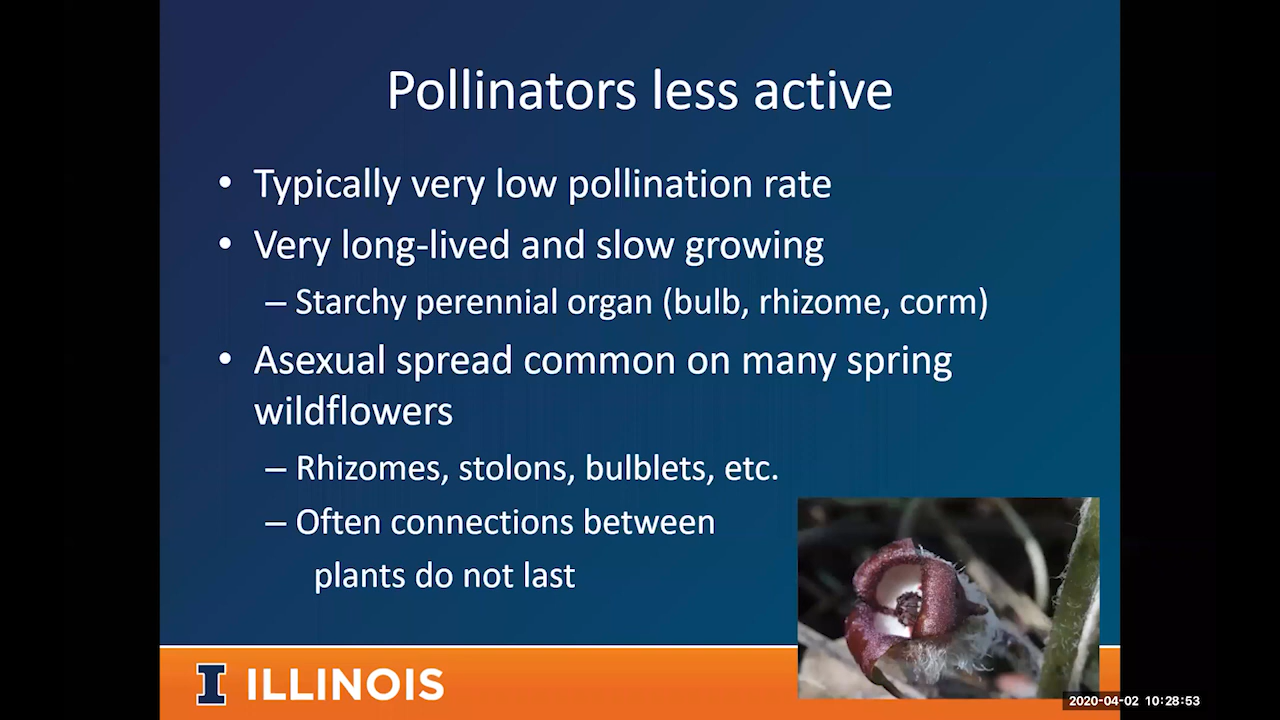 Pollinators less active
• Typically very low pollination rate
• Very long-lived and slow growing
– Starchy perennial organ (bulb, rhizome, corm)
• Asexual spread common on many spring
wildflowers
– Rhizomes, stolons, bulblets, etc.
– Often connections between
plants do not last
I ILLINOIS
2020-04-02 10:28:53